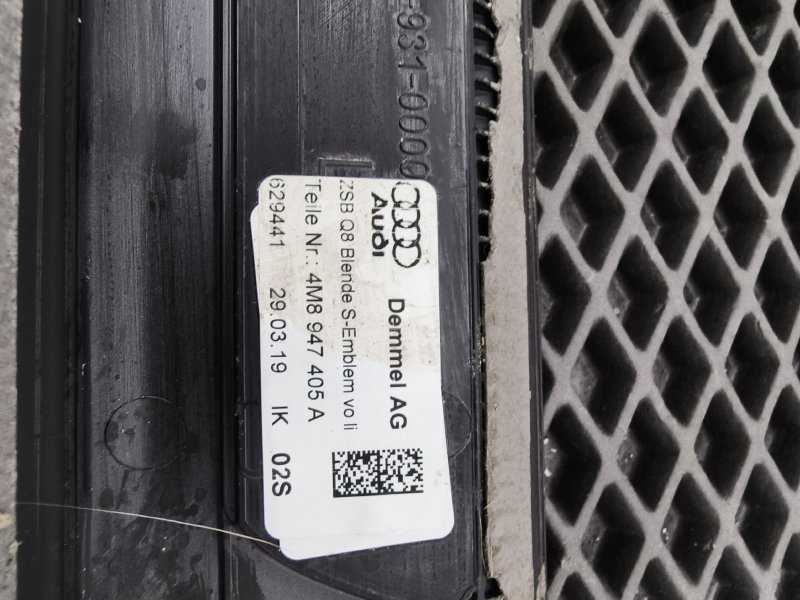 -931-0000
Audi
Demmel AG
ZSB Q8 Blende S-Emblem vo li
Teile Nr.: 4M8 947 405 A
629441 29.03.19 IK 02S